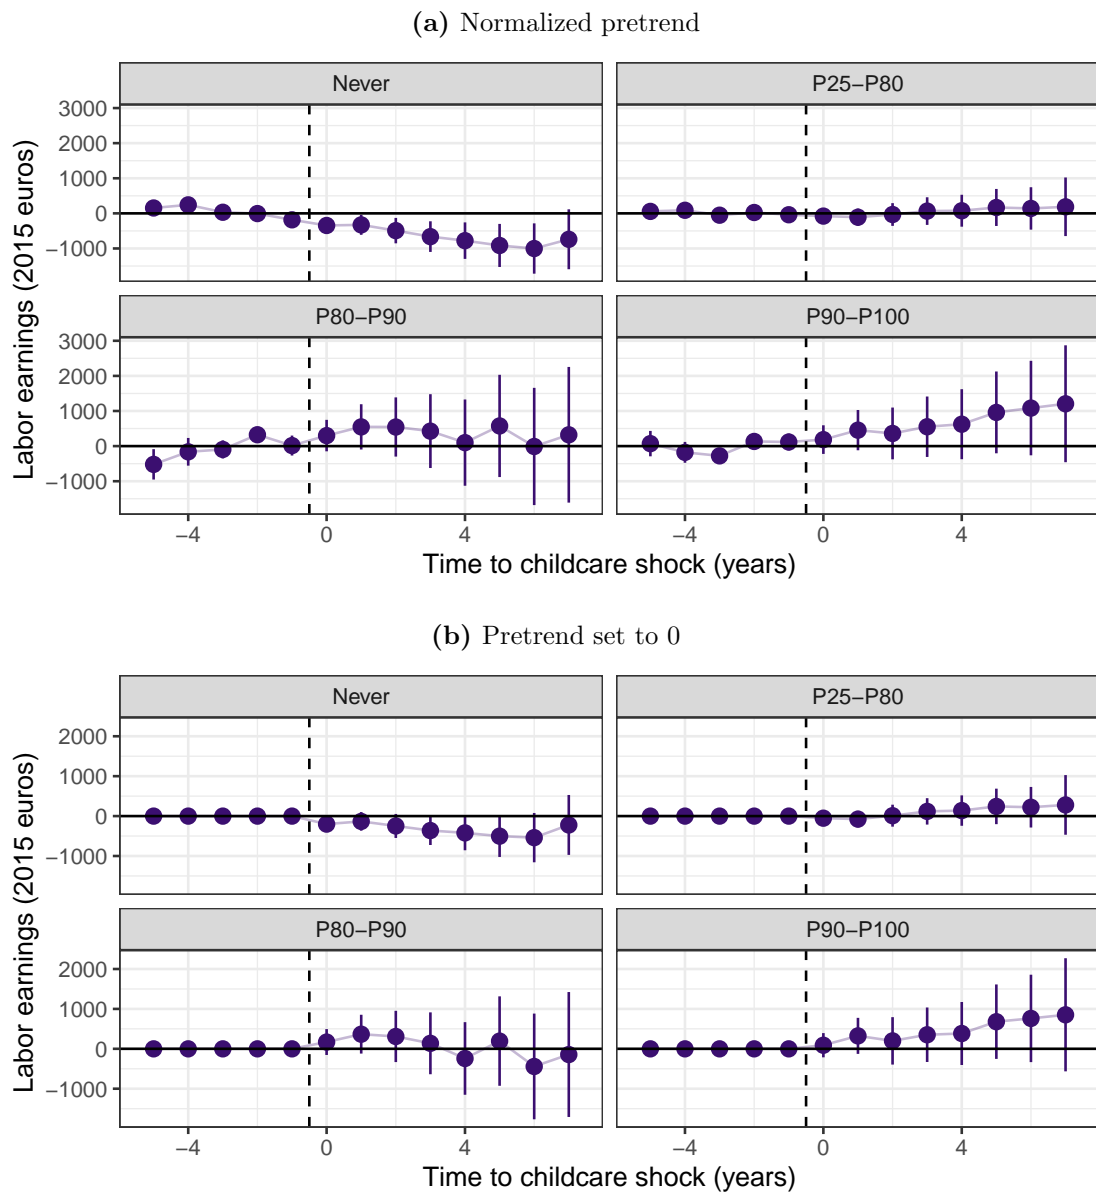 (a) Normalized pretrend
Never
P25−P80
3000
2000
1000
0
−1000
P80−P90
P90−P100
3000
2000
1000
0
−1000
−4
0
4
−4
0
4
Labor earnings (2015 euros)
Time to childcare shock (years)
(b) Pretrend set to 0
Never
P25−P80
2000
1000
0
−1000
P80−P90
P90−P100
2000
1000
0
−1000
−4
0
4
−4
0
4
Labor earnings (2015 euros)
Time to childcare shock (years)